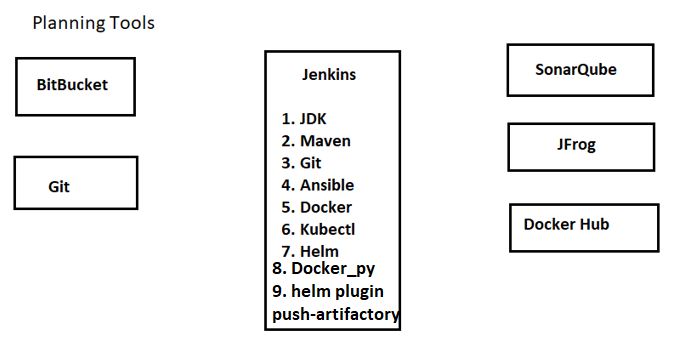 Planning Tools
BitBucket
Git
Jenkins
1. JDK
2. Maven
3. Git
4. Ansible
5. Docker
6. Kubectl
7. Helm
8. Docker_py
9. helm plugin
push-artifactory
SonarQube
JFrog
Docker Hub